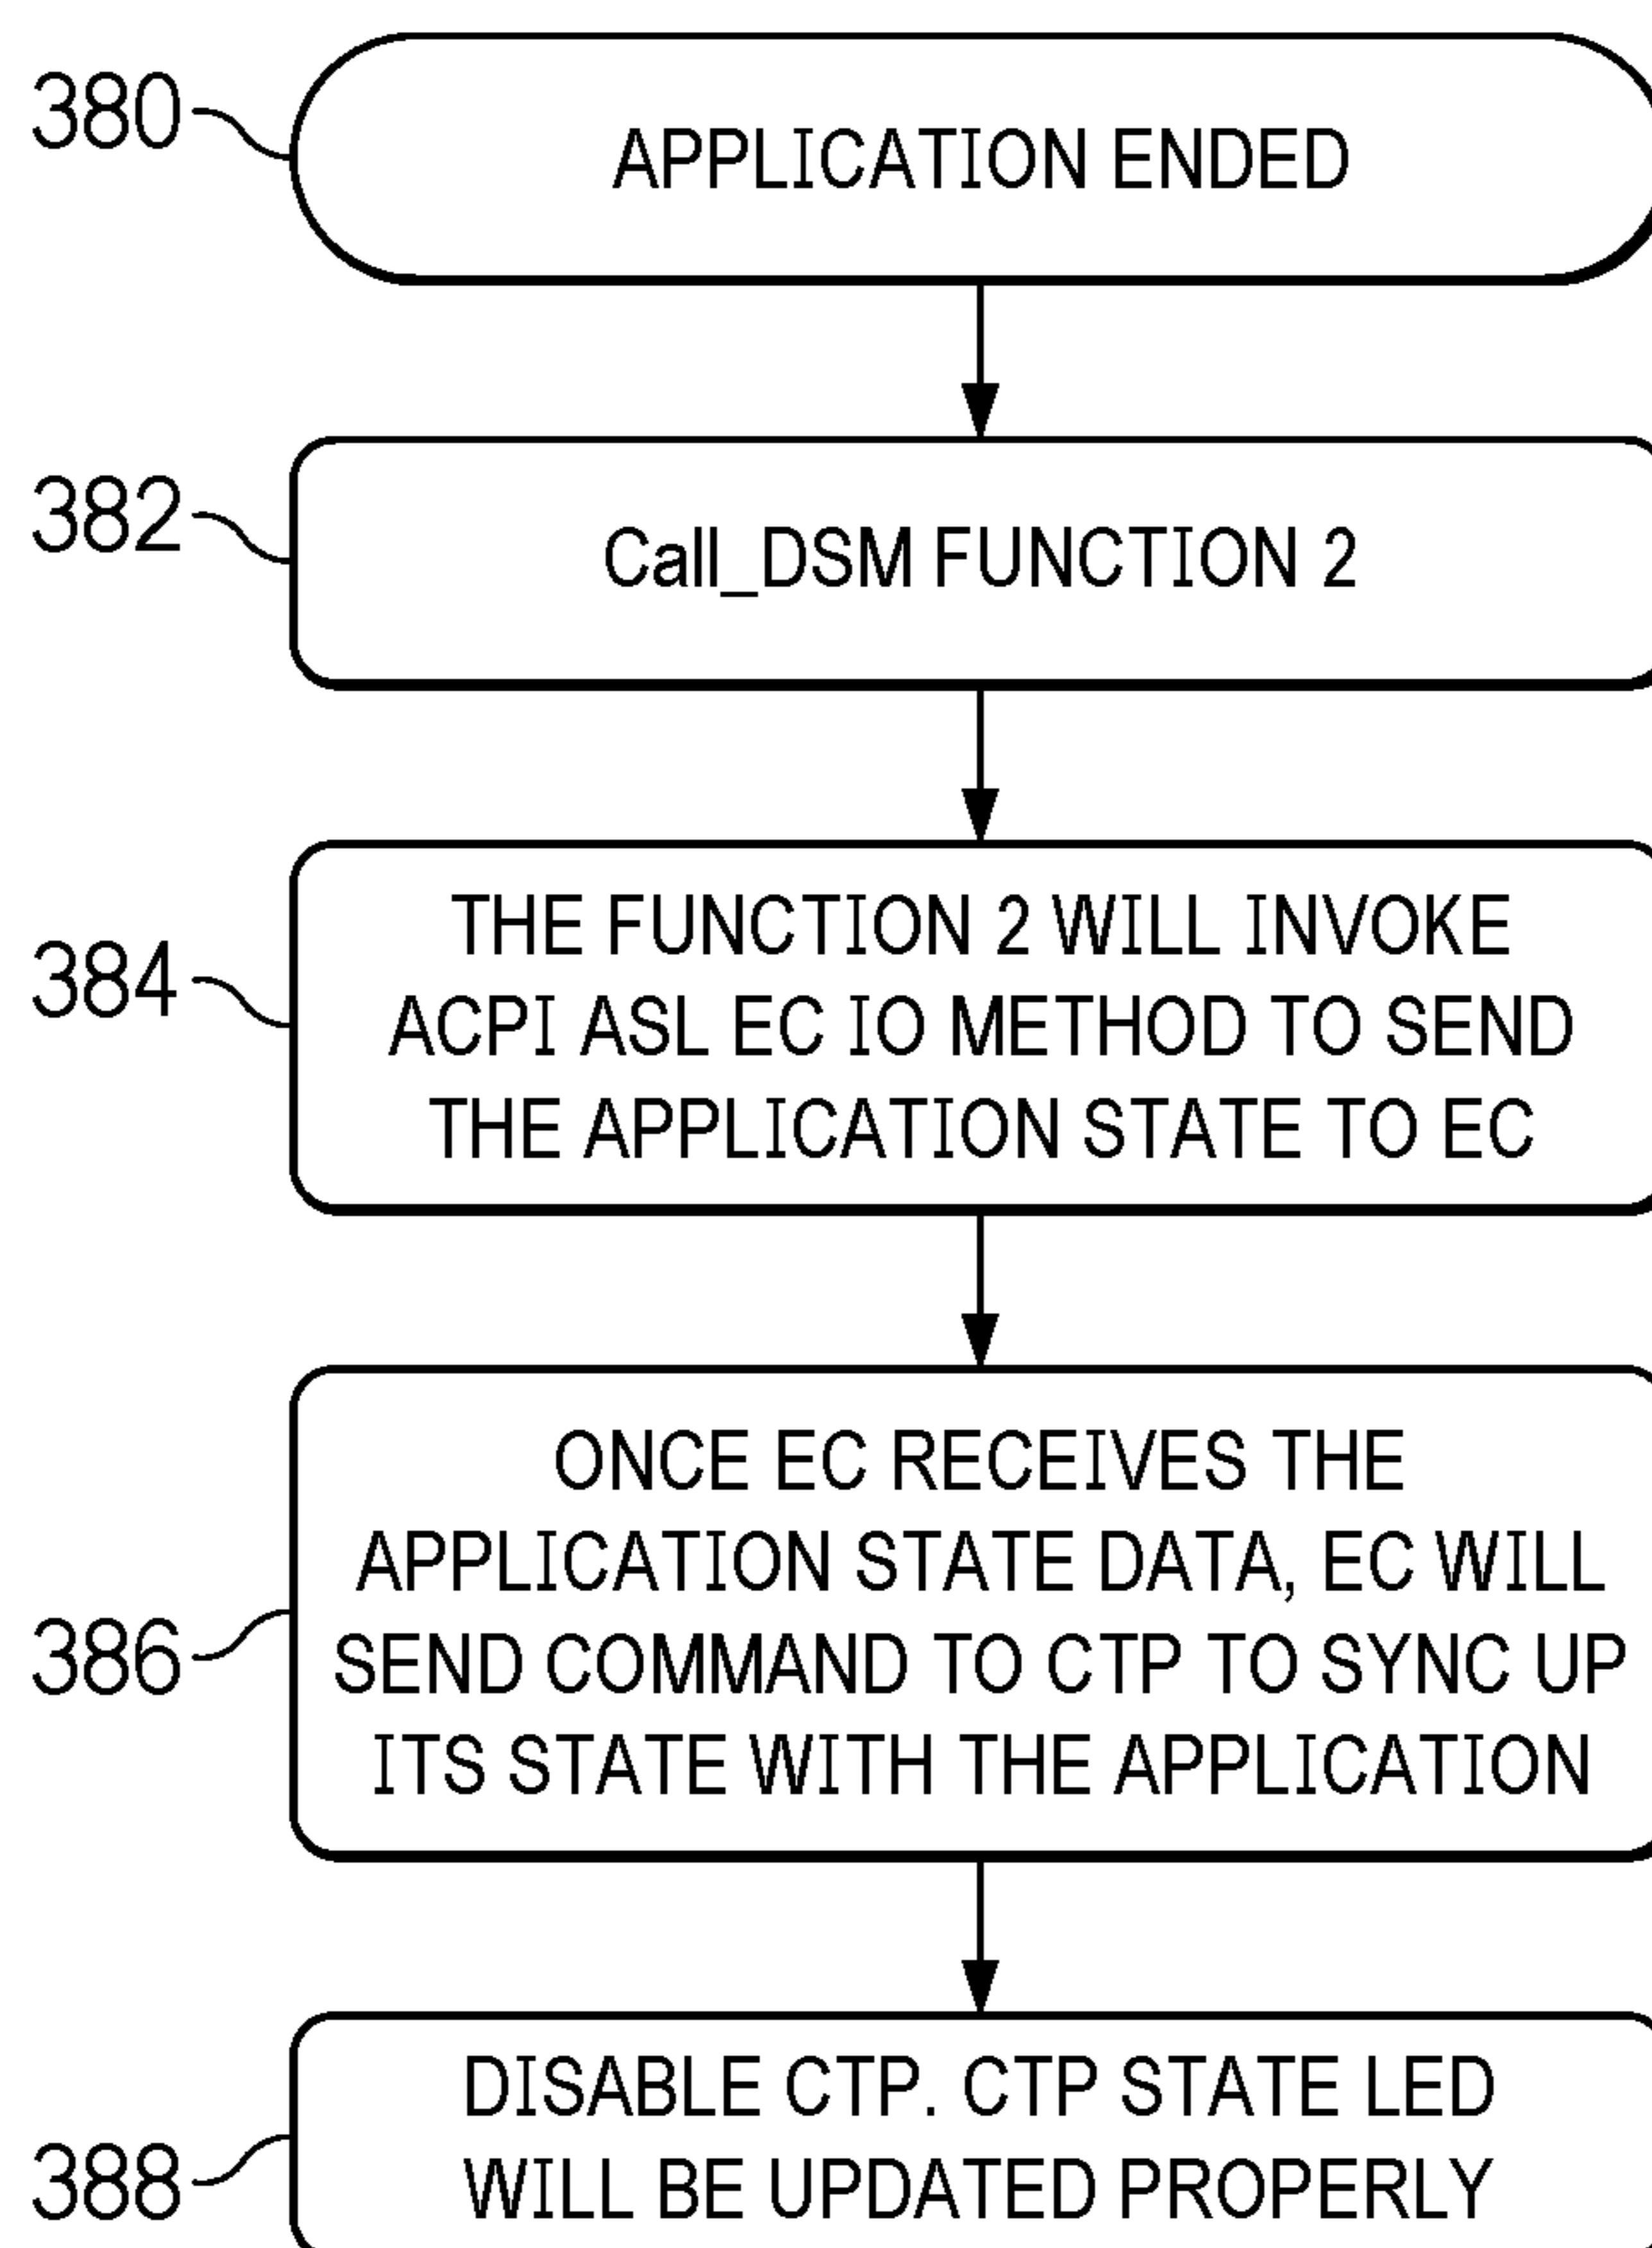 380
APPLICATION ENDED
382
Call_DSM FUNCTION 2
384
THE FUNCTION 2 WILL INVOKE
ACPI ASL EC IO METHOD TO SEND
THE APPLICATION STATE TO EC
386
ONCE EC RECEIVES THE
APPLICATION STATE DATA, EC WILL
SEND COMMAND TO CTP TO SYNC UP
ITS STATE WITH THE APPLICATION
388
DISABLE CTP. CTP STATE LED
WILL BE UPDATED PROPERLY